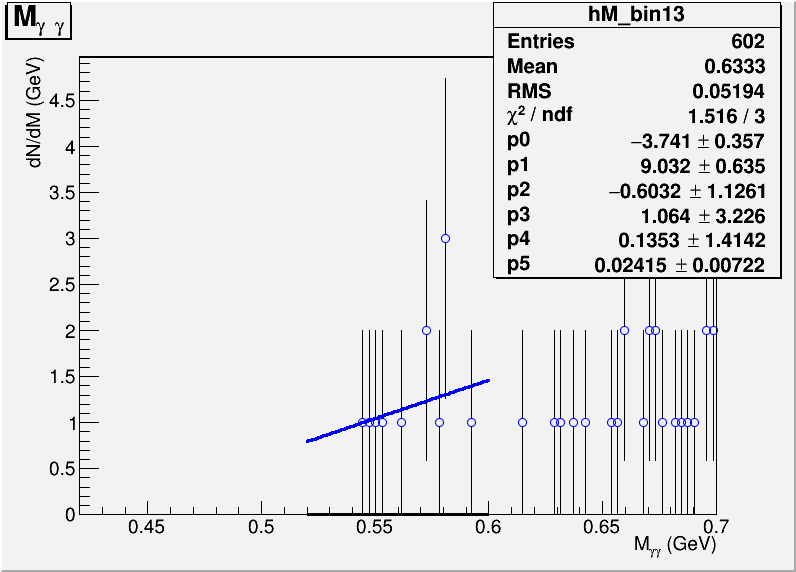 M_γ γ
hM_bin13
Entries 602
Mean 0.6333
RMS 0.05194
χ² / ndf 1.516 / 3
p0 −3.741 ± 0.357
p1 9.032 ± 0.635
p2 −0.6032 ± 1.1261
p3 1.064 ± 3.226
p4 0.1353 ± 1.4142
p5 0.02415 ± 0.00722
dN/dM (GeV)
4.5
4
3.5
3
2.5
2
1.5
1
0.5
0
0.45 0.5 0.55 0.6 0.65 0.7
M_γγ (GeV)